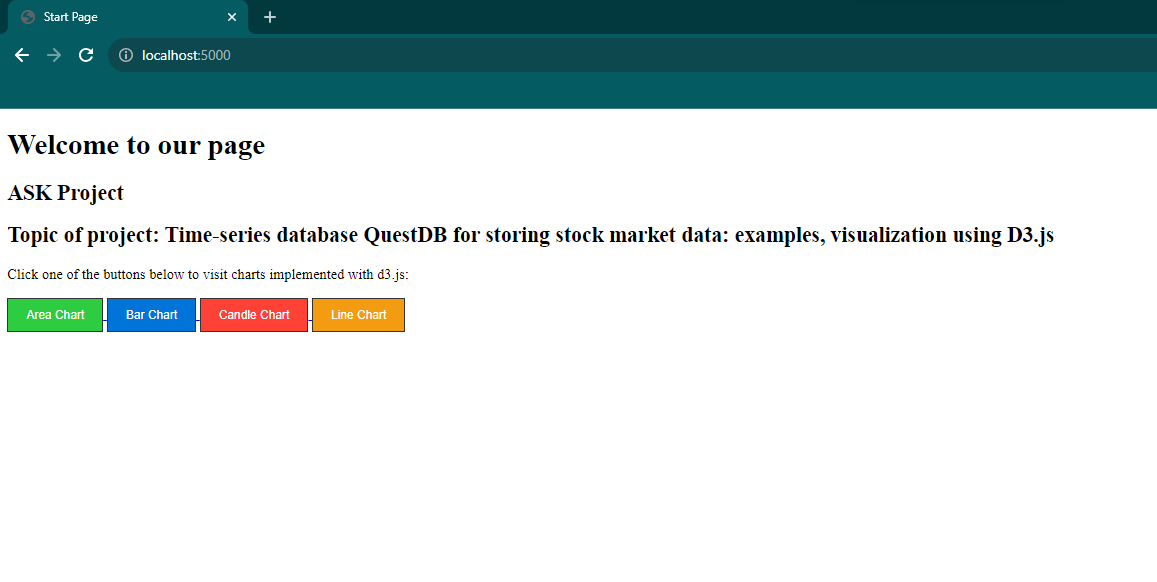 Start Page
localhost:5000
Welcome to our page
ASK Project
Topic of project: Time-series database QuestDB for storing stock market data: examples, visualization using D3.js
Click one of the buttons below to visit charts implemented with d3.js:
Area Chart Bar Chart Candle Chart Line Chart